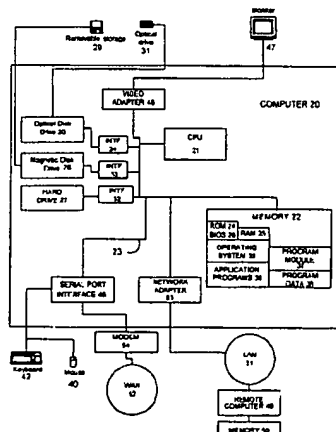 Removable storage
29
Optical
drive
31
Monitor
47
VIDEO
ADAPTER 48
COMPUTER 20
Optical Disk
Drive 30
INTF
34
CPU
21
Magnetic Disk
Drive 28
INTF
33
HARD
DRIVE 27
INTF
32
MEMORY 22
ROM 24
BIOS 26
RAM 25
OPERATING
SYSTEM 35
PROGRAM
MODULE
37
APPLICATION
PROGRAMS 36
PROGRAM
DATA 38
23
SERIAL PORT
INTERFACE 46
NETWORK
ADAPTER
53
MODEM
54
Keyboard
42
Mouse
40
WAN
52
LAN
51
REMOTE
COMPUTER 49
MEMORY 50